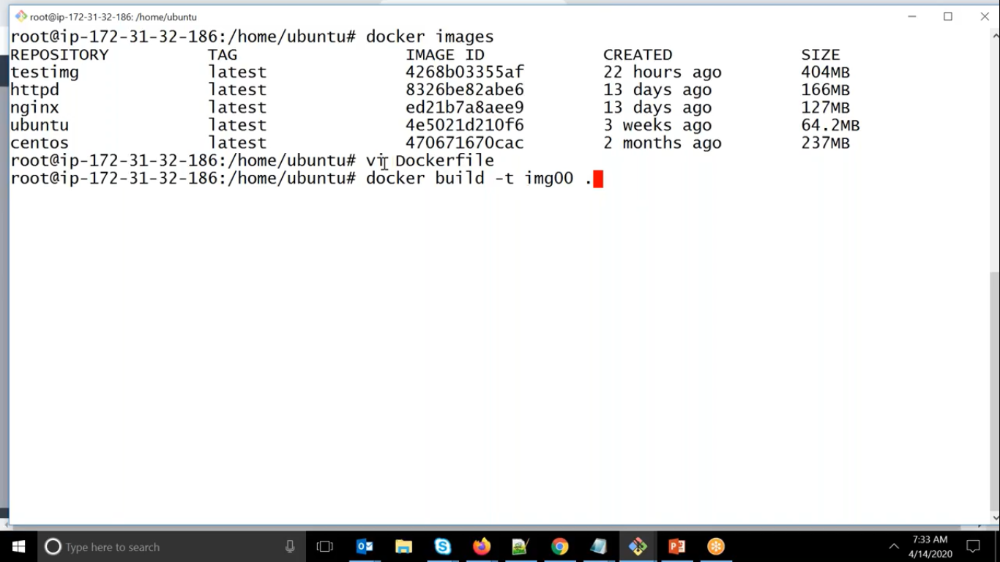 root@ip-172-31-32-186: /home/ubuntu
root@ip-172-31-32-186:/home/ubuntu# docker images
REPOSITORY TAG IMAGE ID CREATED SIZE
testimg latest 4268b03355af 22 hours ago 404MB
httpd latest 8326be82abe6 13 days ago 166MB
nginx latest ed21b7a8aee9 13 days ago 127MB
ubuntu latest 4e5021d210f6 3 weeks ago 64.2MB
centos latest 470671670cac 2 months ago 237MB
root@ip-172-31-32-186:/home/ubuntu# vi Dockerfile
root@ip-172-31-32-186:/home/ubuntu# docker build -t img00 .
Type here to search
7:33 AM
4/14/2020